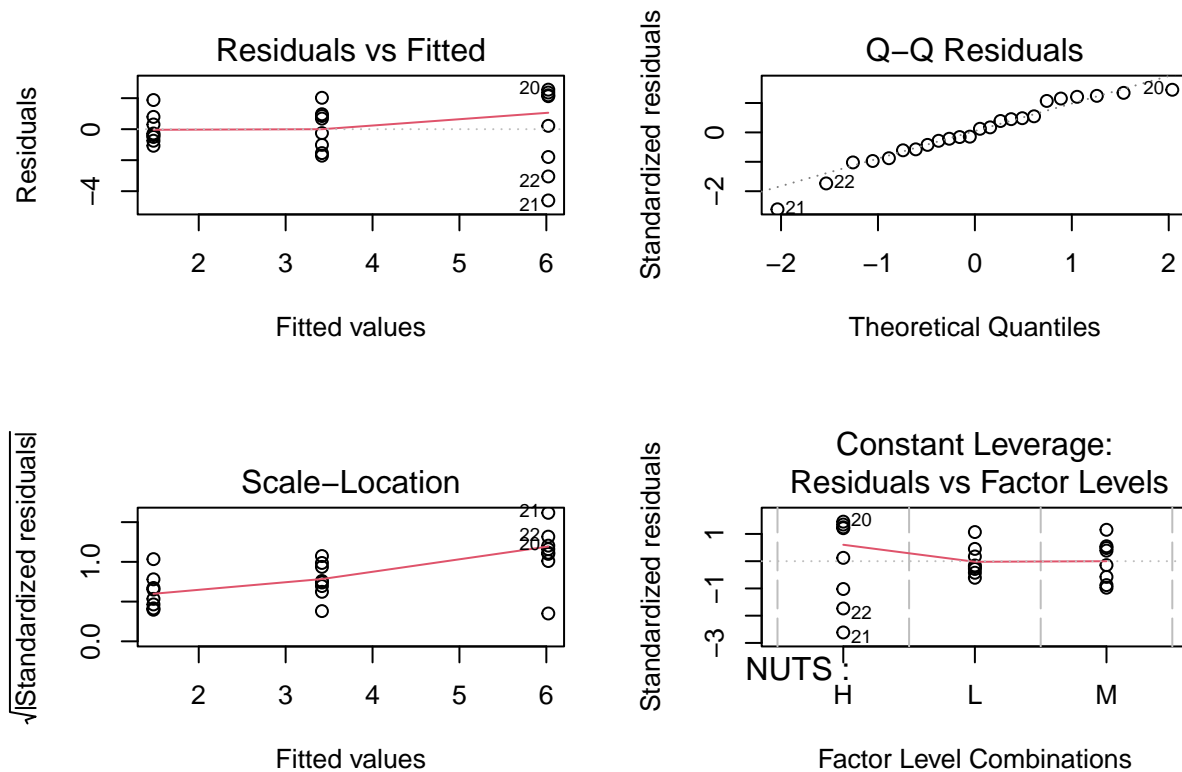 Residuals vs Fitted
Residuals
0
−4
20
22
21
2
3
4
5
6
Fitted values
Q−Q Residuals
Standardized residuals
0
−2
20
22
21
−2
−1
0
1
2
Theoretical Quantiles
Scale−Location
√|Standardized residuals|
1.0
0.0
21
22
20
2
3
4
5
6
Fitted values
Constant Leverage:
Residuals vs Factor Levels
Standardized residuals
1
−1
−3
20
22
21
NUTS :
H
L
M
Factor Level Combinations